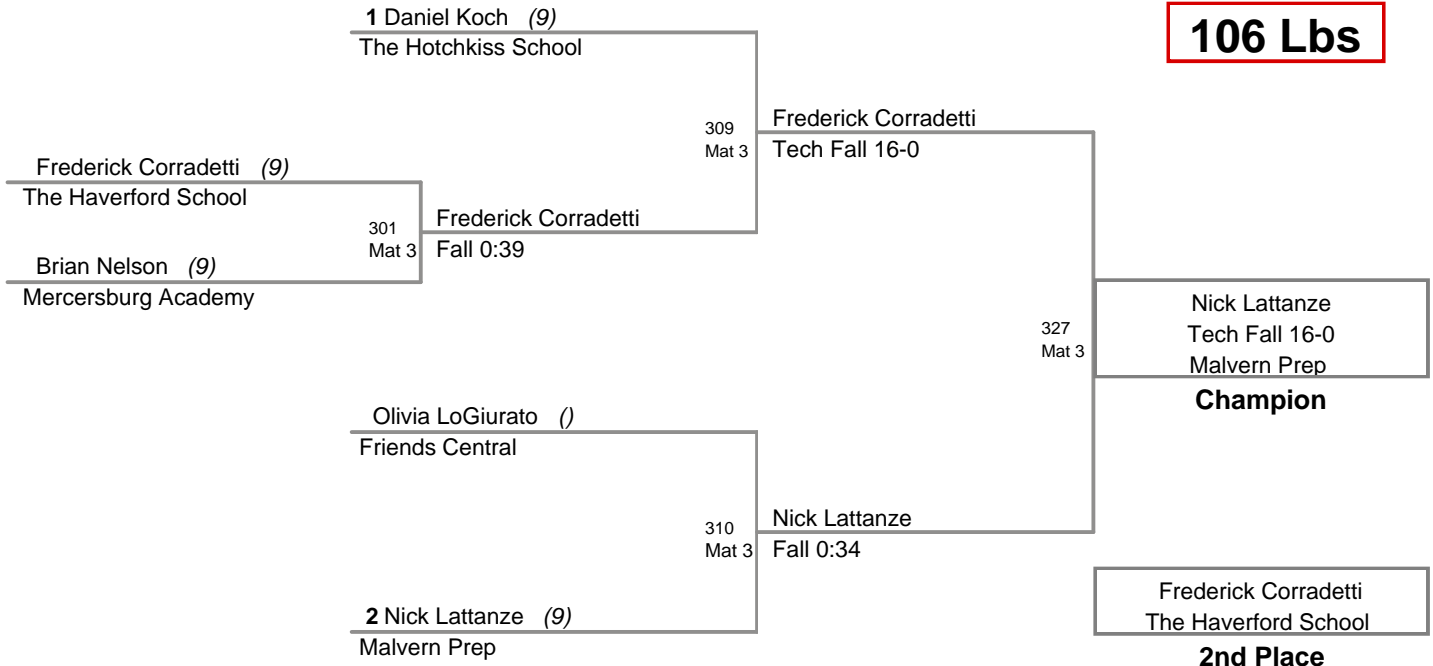 1 Daniel Koch (9)
The Hotchkiss School
106 Lbs
309
Mat 3
Frederick Corradetti
Tech Fall 16-0
Frederick Corradetti (9)
The Haverford School
301
Mat 3
Frederick Corradetti
Fall 0:39
Brian Nelson (9)
Mercersburg Academy
327
Mat 3
Nick Lattanze
Tech Fall 16-0
Malvern Prep
Champion
Olivia LoGiurato ()
Friends Central
310
Mat 3
Nick Lattanze
Fall 0:34
2 Nick Lattanze (9)
Malvern Prep
Frederick Corradetti
The Haverford School
2nd Place